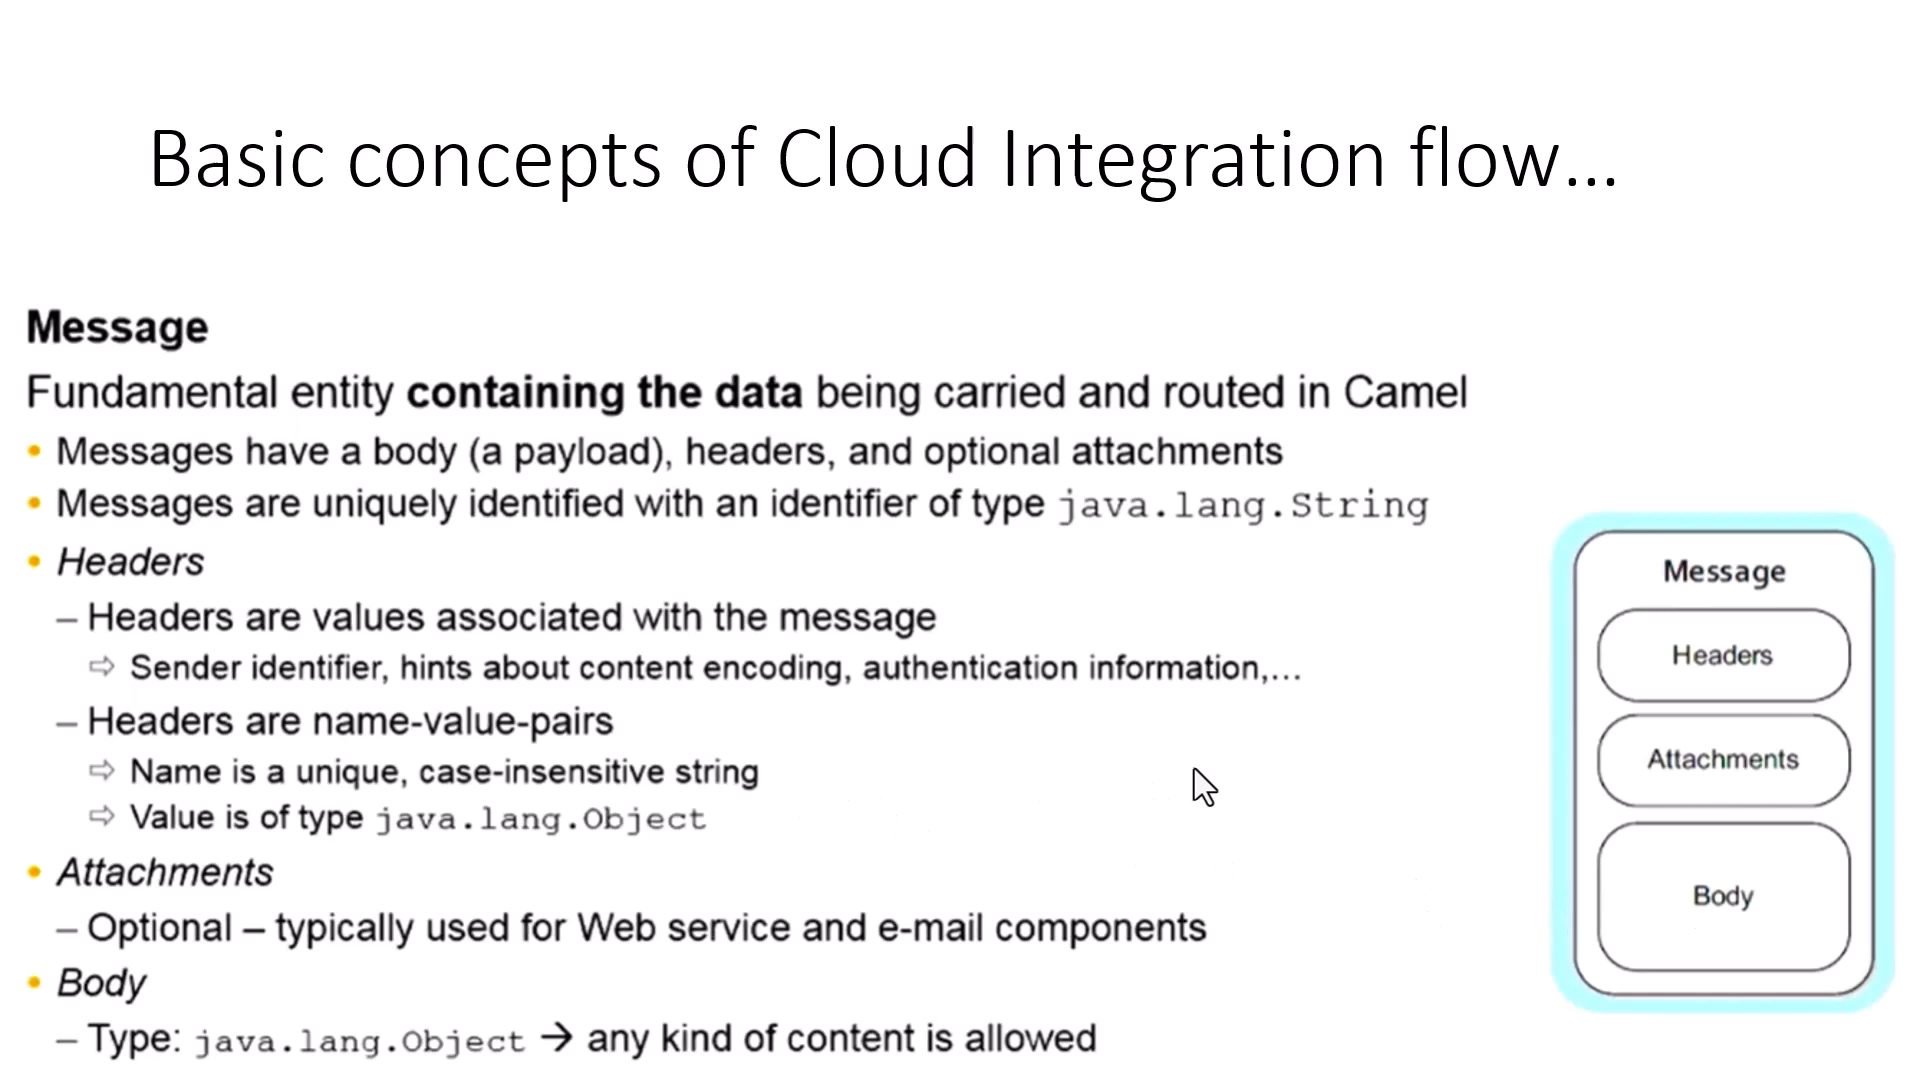 Basic concepts of Cloud Integration flow...
Message
Fundamental entity containing the data being carried and routed in Camel
• Messages have a body (a payload), headers, and optional attachments
• Messages are uniquely identified with an identifier of type java.lang.String
• Headers
– Headers are values associated with the message
⇨ Sender identifier, hints about content encoding, authentication information,...
– Headers are name-value-pairs
⇨ Name is a unique, case-insensitive string
⇨ Value is of type java.lang.Object
• Attachments
– Optional – typically used for Web service and e-mail components
• Body
– Type: java.lang.Object → any kind of content is allowed
Message
Headers
Attachments
Body